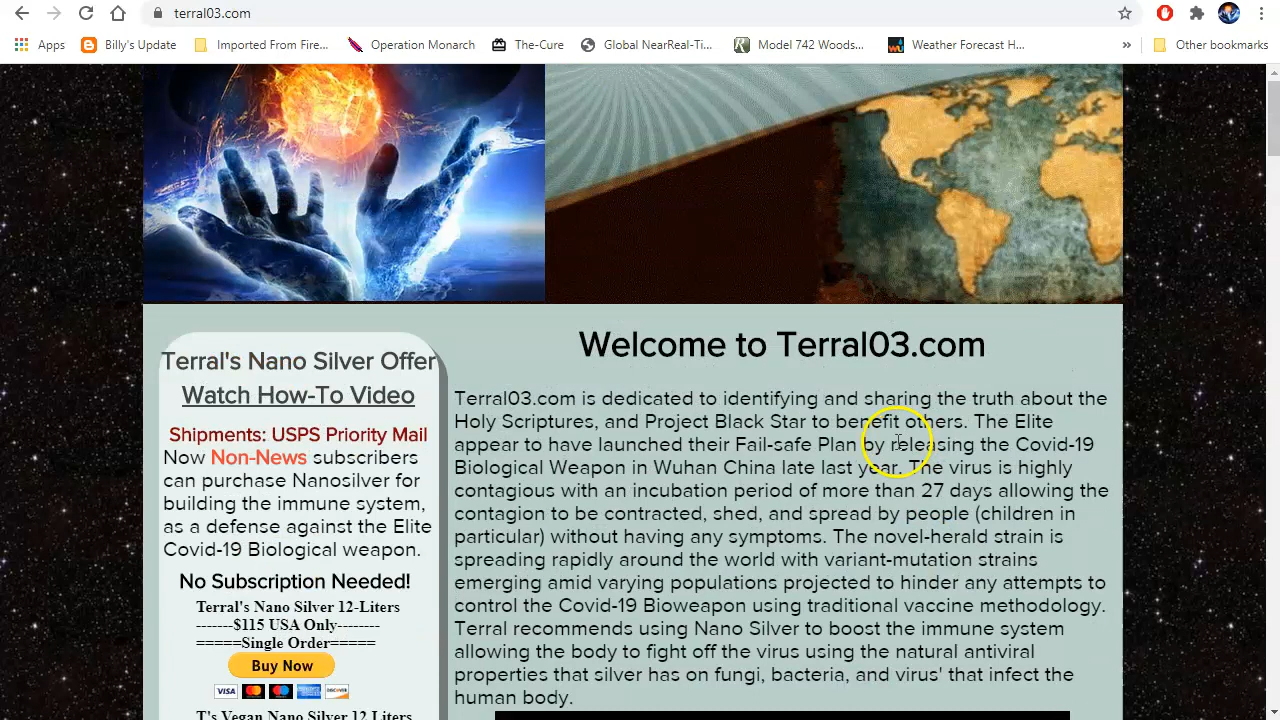 terral03.com
Apps Billy's Update Imported From Fire... Operation Monarch The-Cure Global NearReal-Ti... Model 742 Woods... Weather Forecast H... » Other bookmarks
Terral's Nano Silver Offer
Watch How-To Video
Shipments: USPS Priority Mail
Now Non-News subscribers
can purchase Nanosilver for
building the immune system,
as a defense against the Elite
Covid-19 Biological weapon.
No Subscription Needed!
Terral's Nano Silver 12-Liters
-------$115 USA Only--------
=====Single Order=====
Buy Now
VISA DISCOVER
T's Vegan Nano Silver 12 Liters
Welcome to Terral03.com
Terral03.com is dedicated to identifying and sharing the truth about the
Holy Scriptures, and Project Black Star to benefit others. The Elite
appear to have launched their Fail-safe Plan by releasing the Covid-19
Biological Weapon in Wuhan China late last year. The virus is highly
contagious with an incubation period of more than 27 days allowing the
contagion to be contracted, shed, and spread by people (children in
particular) without having any symptoms. The novel-herald strain is
spreading rapidly around the world with variant-mutation strains
emerging amid varying populations projected to hinder any attempts to
control the Covid-19 Bioweapon using traditional vaccine methodology.
Terral recommends using Nano Silver to boost the immune system
allowing the body to fight off the virus using the natural antiviral
properties that silver has on fungi, bacteria, and virus' that infect the
human body.